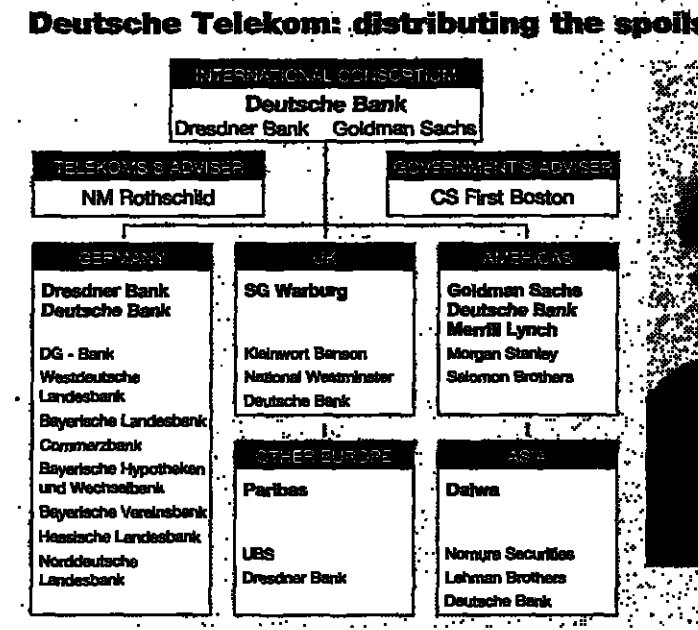 Deutsche Telekom: distributing the spoils
INTERNATIONAL CONSORTIUM
Deutsche Bank
Dresdner Bank Goldman Sachs
TELEKOM'S ADVISER
NM Rothschild
GOVERNMENT'S ADVISER
CS First Boston
GERMANY
Dresdner Bank
Deutsche Bank
DG - Bank
Westdeutsche
Landesbank
Bayerische Landesbank
Commerzbank
Bayerische Hypotheken
und Wechselbank
Bayerische Vereinsbank
Hessische Landesbank
Norddeutsche
Landesbank
UK
SG Warburg
Kleinwort Benson
National Westminster
Deutsche Bank
AMERICAS
Goldman Sachs
Deutsche Bank
Merrill Lynch
Morgan Stanley
Salomon Brothers
OTHER EUROPE
Paribas
UBS
Dresdner Bank
ASIA
Daiwa
Nomura Securities
Lehman Brothers
Deutsche Bank